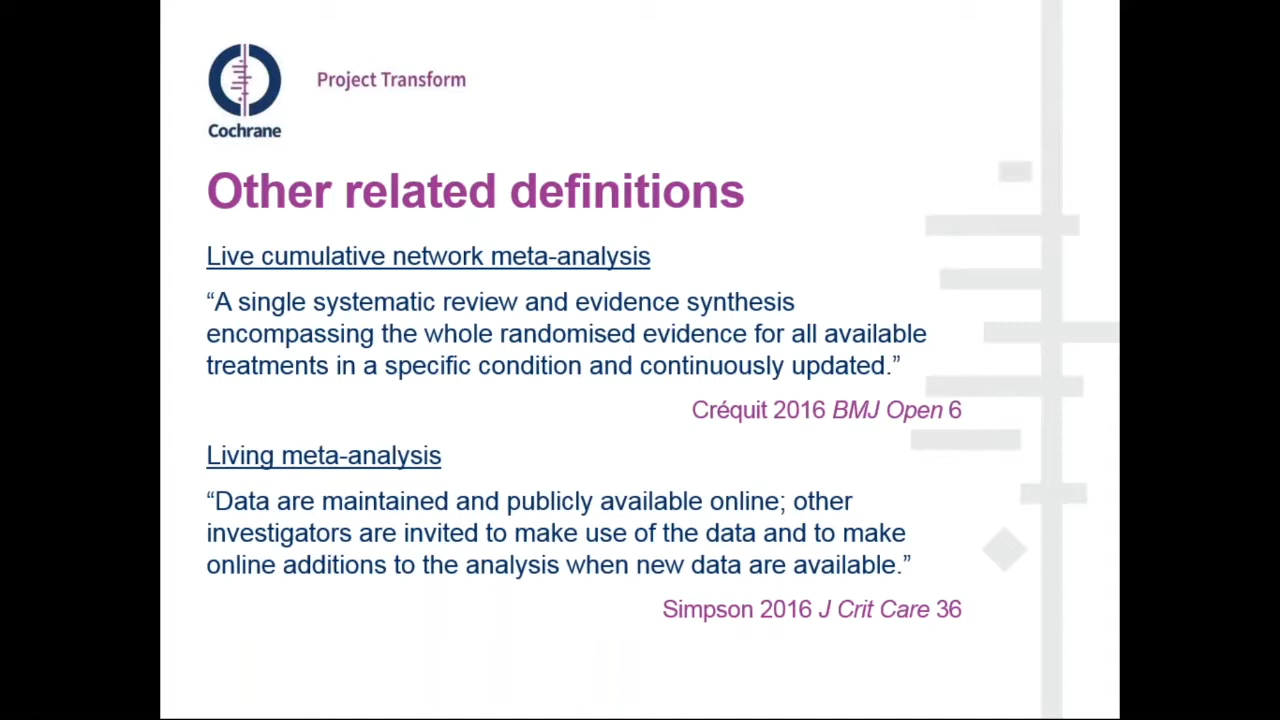 Project Transform
Cochrane
Other related definitions
Live cumulative network meta-analysis
“A single systematic review and evidence synthesis
encompassing the whole randomised evidence for all available
treatments in a specific condition and continuously updated.”
Créquit 2016 BMJ Open 6
Living meta-analysis
“Data are maintained and publicly available online; other
investigators are invited to make use of the data and to make
online additions to the analysis when new data are available.”
Simpson 2016 J Crit Care 36